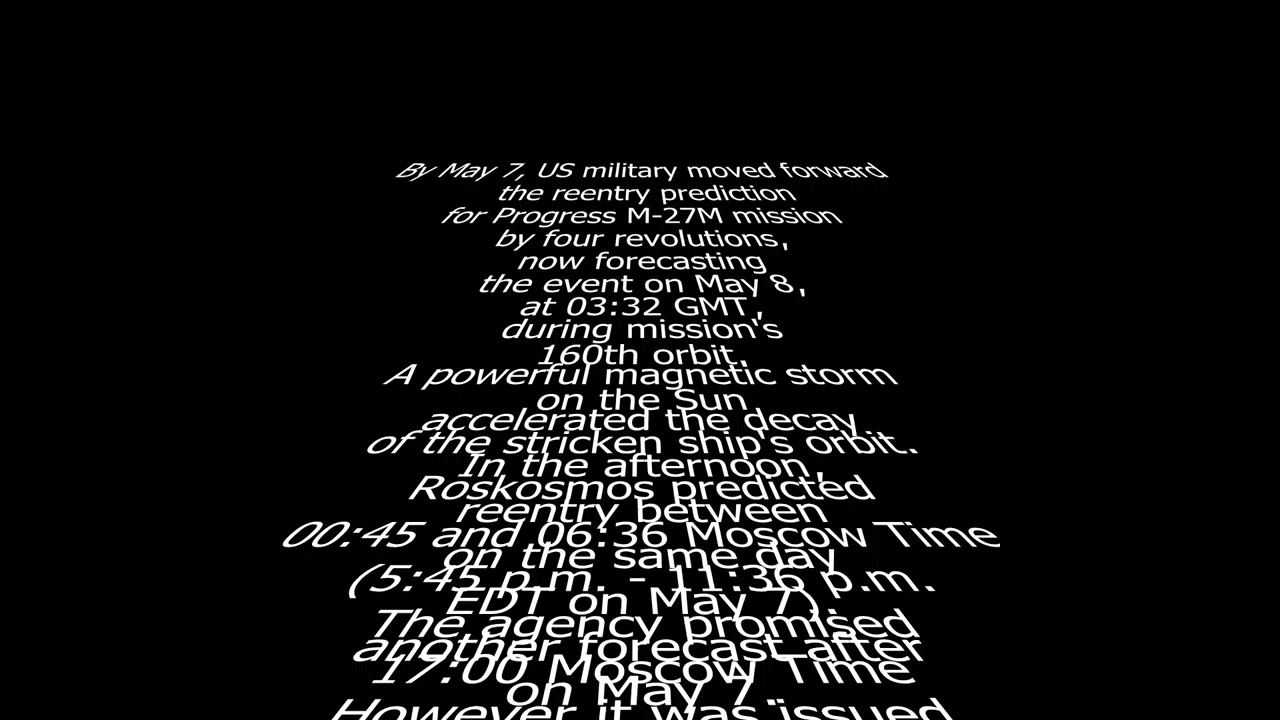 By May 7, US military moved forward
the reentry prediction
for Progress M-27M mission
by four revolutions,
now forecasting
the event on May 8,
at 03:32 GMT,
during mission's
160th orbit.
A powerful magnetic storm
on the Sun
accelerated the decay
of the stricken ship's orbit.
In the afternoon,
Roskosmos predicted
reentry between
00:45 and 06:36 Moscow Time
on the same day
(5:45 p.m. - 11:36 p.m.
EDT on May 7).
The agency promised
another forecast after
17:00 Moscow Time
on May 7.
However it was issued